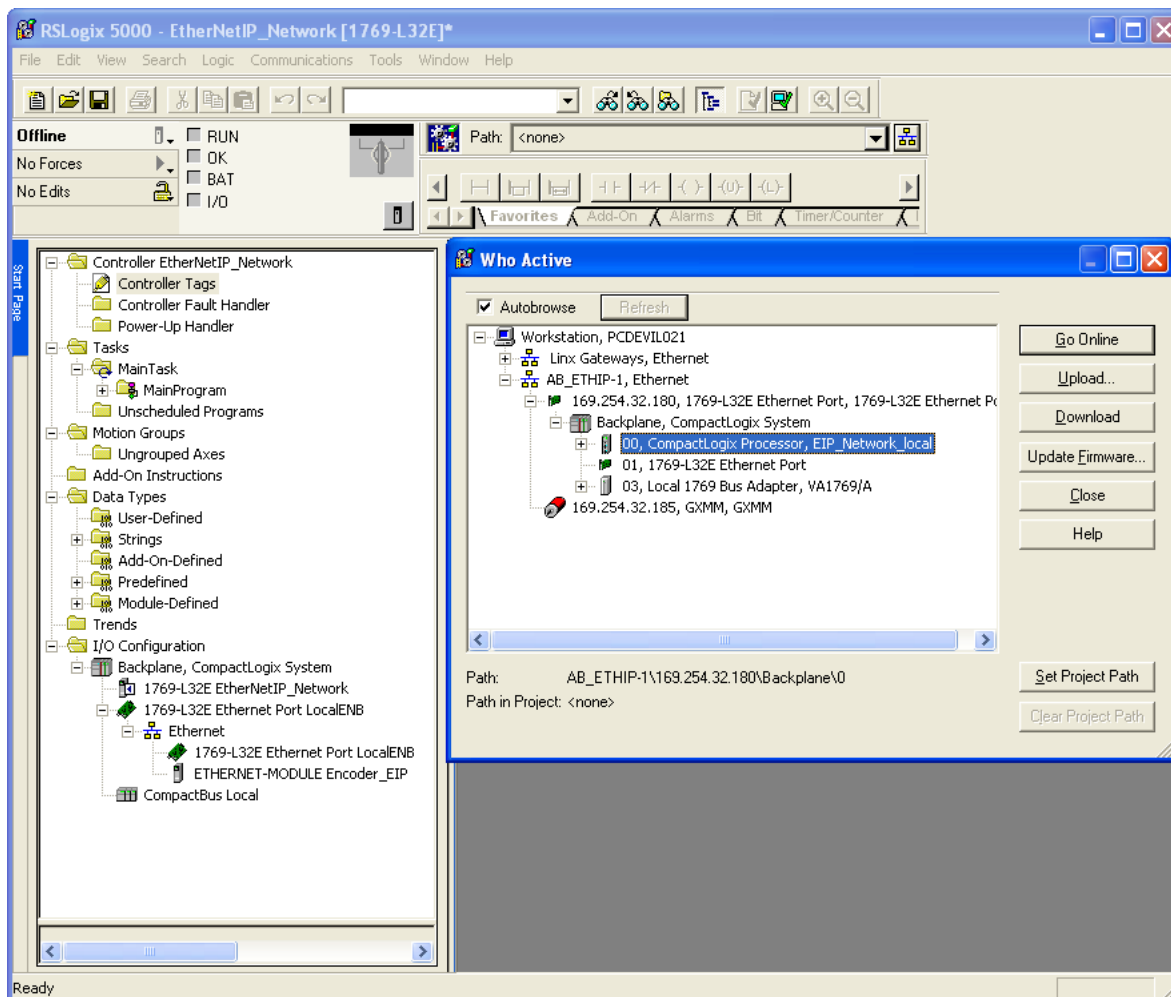 RSLogix 5000 - EtherNetIP_Network [1769-L32E]*
File Edit View Search Logic Communications Tools Window Help
Offline
RUN
No Forces
OK
No Edits
BAT
I/O
Path: <none>
Favorites Add-On Alarms Bit Timer/Counter
Start Page
Controller EtherNetIP_Network
Controller Tags
Controller Fault Handler
Power-Up Handler
Tasks
MainTask
MainProgram
Unscheduled Programs
Motion Groups
Ungrouped Axes
Add-On Instructions
Data Types
User-Defined
Strings
Add-On-Defined
Predefined
Module-Defined
Trends
I/O Configuration
Backplane, CompactLogix System
1769-L32E EtherNetIP_Network
1769-L32E Ethernet Port LocalENB
Ethernet
1769-L32E Ethernet Port LocalENB
ETHERNET-MODULE Encoder_EIP
CompactBus Local
Who Active
Autobrowse Refresh
Workstation, PCDEVIL021
Linx Gateways, Ethernet
AB_ETHIP-1, Ethernet
169.254.32.180, 1769-L32E Ethernet Port, 1769-L32E Ethernet
Backplane, CompactLogix System
00, CompactLogix Processor, EIP_Network_local
01, 1769-L32E Ethernet Port
03, Local 1769 Bus Adapter, VA1769/A
169.254.32.185, GXMM, GXMM
Go Online
Upload...
Download
Update Firmware...
Close
Help
Path: AB_ETHIP-1\169.254.32.180\Backplane\0
Path in Project: <none>
Set Project Path
Clear Project Path
Ready